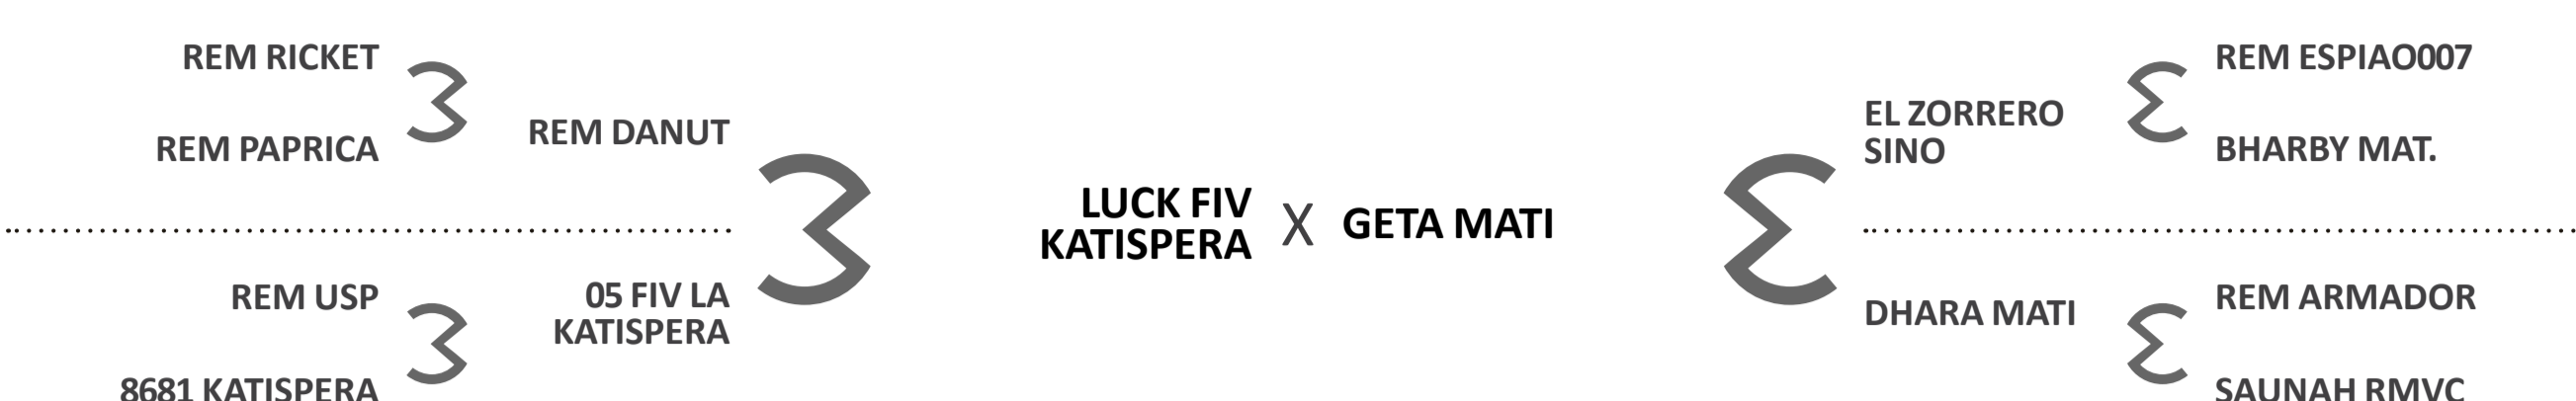 REM RICKET
REM PAPRICA
REM DANUT
REM USP
8681 KATISPERA
05 FIV LA
KATISPERA
LUCK FIV
KATISPERA
X
GETA MATI
EL ZORRERO
SINO
REM ESPIAO007
BHARBY MAT.
DHARA MATI
REM ARMADOR
SAUNAH RMVC